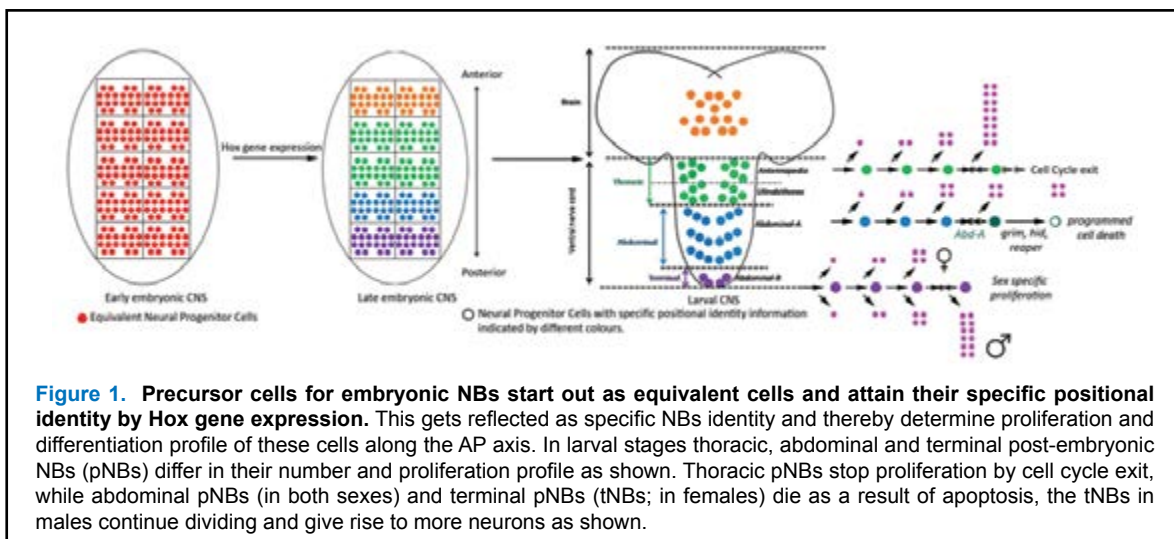 Anterior
Hox gene expression
Posterior
Early embryonic CNS
Late embryonic CNS
Equivalent Neural Progenitor Cells
Brain
Ventral nerve cord
Thoracic
Abdominal
Terminal
Antennapedia
Ultrabithorax
Abdominal-A
Abdominal-B
Larval CNS
Neural Progenitor Cells with specific positional identity information
indicated by different colours.
Cell Cycle exit
Abd-A
grim, hid,
reaper
programmed
cell death
♀
Sex specific
proliferation
♂
Figure 1. Precursor cells for embryonic NBs start out as equivalent cells and attain their specific positional
identity by Hox gene expression. This gets reflected as specific NBs identity and thereby determine proliferation and
differentiation profile of these cells along the AP axis. In larval stages thoracic, abdominal and terminal post-embryonic
NBs (pNBs) differ in their number and proliferation profile as shown. Thoracic pNBs stop proliferation by cell cycle exit,
while abdominal pNBs (in both sexes) and terminal pNBs (tNBs; in females) die as a result of apoptosis, the tNBs in
males continue dividing and give rise to more neurons as shown.